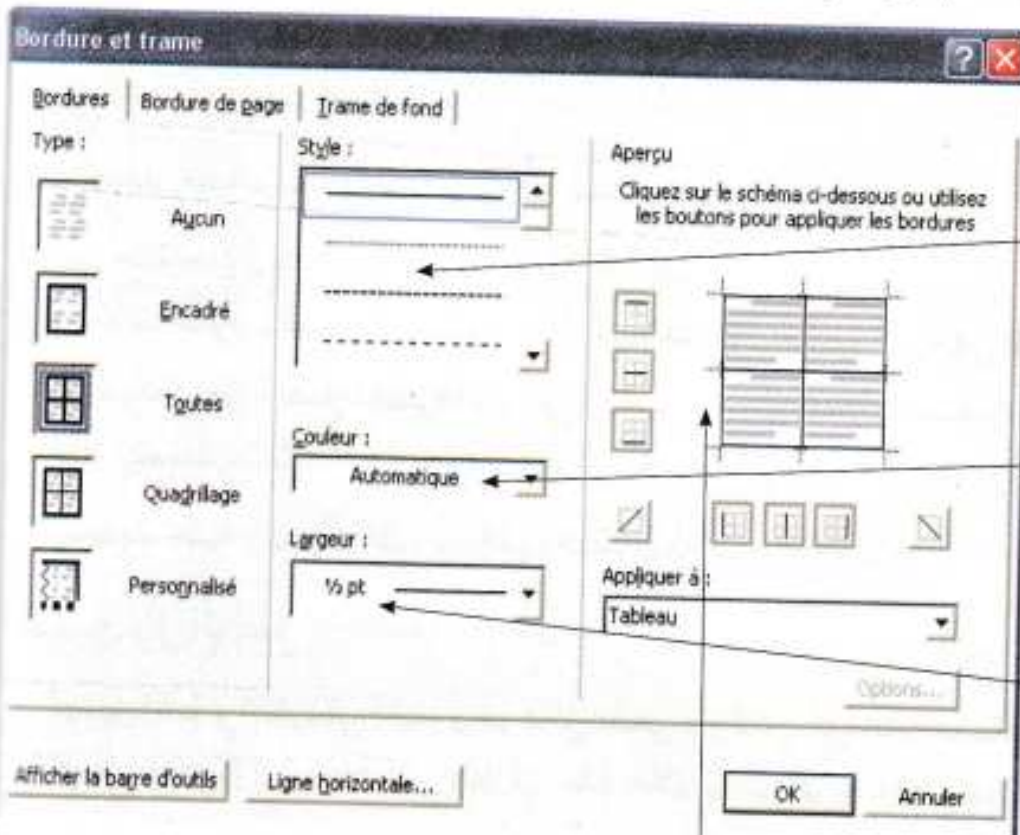 Bordure et trame
Bordures
Bordure de page
Trame de fond
Type :
Aucun
Encadré
Toutes
Quadrillage
Personnalisé
Style :
Couleur :
Automatique
Largeur :
½ pt
Aperçu
Cliquez sur le schéma ci-dessous ou utilisez
les boutons pour appliquer les bordures
Appliquer à :
Tableau
Options...
Afficher la barre d'outils
Ligne horizontale...
OK
Annuler